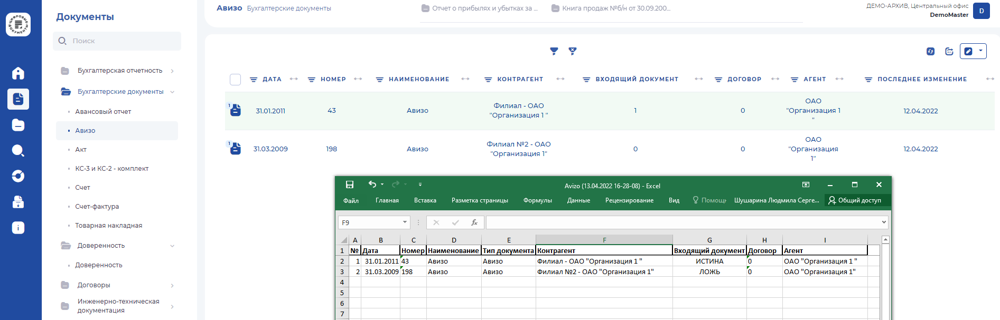 ЦИФРОВЫЕ ДОКУМЕНТЫ
Документы
Поиск
Бухгалтерская отчетность
Бухгалтерские документы
Авансовый отчет
Авизо
Акт
КС-3 и КС-2 - комплект
Счет
Счет-фактура
Товарная накладная
Доверенность
Доверенность
Договоры
Инженерно-техническая
документация
Авизо Бухгалтерские документы
Отчет о прибылях и убытках за ...
Книга продаж №б/н от 30.09.200...
ДЕМО-АРХИВ, Центральный офис
DemoMaster
D
XLS
ДАТА НОМЕР НАИМЕНОВАНИЕ КОНТРАГЕНТ ВХОДЯЩИЙ ДОКУМЕНТ ДОГОВОР АГЕНТ ПОСЛЕДНЕЕ ИЗМЕНЕНИЕ
1 31.01.2011 43 Авизо Филиал - ОАО "Организация 1 " 1 0 ОАО "Организация 1 " 12.04.2022
1 31.03.2009 198 Авизо Филиал №2 - ОАО "Организация 1" 0 0 ОАО "Организация 1" 12.04.2022
Avizo (13.04.2022 16-28-08) - Excel
Файл Главная Вставка Разметка страницы Формулы Данные Рецензирование Вид Помощь Шушарина Людмила Серге... Общий доступ
F9 fx
A B C D E F G H I
1 № Дата Номер Наименование Тип документа Контрагент Входящий документ Договор Агент
2 1 31.01.2011 43 Авизо Авизо Филиал - ОАО "Организация 1 " ИСТИНА 0 ОАО "Организация 1 "
3 2 31.03.2009 198 Авизо Авизо Филиал №2 - ОАО "Организация 1" ЛОЖЬ 0 ОАО "Организация 1"
4
5
6
7